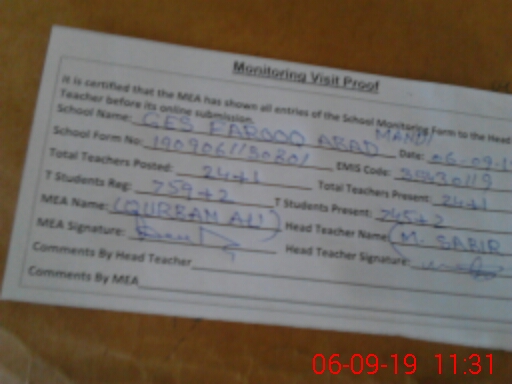 Monitoring Visit Proof
It is certified that the MEA has shown all entries of the School Monitoring Form to the Head
Teacher before its online submission.
School Name: GES FAROOQ ABAD MANDI Date: 06-09-19
School Form No: EMIS Code:
Total Teachers Posted: 24+1 Total Teachers Present: 24+1
T Students Reg: 759+2 T Students Present: 745+2
MEA Name: (QURBAN ALI) Head Teacher Name (M. SABIR
MEA Signature: Head Teacher Signature:
Comments By Head Teacher
Comments By MEA
06-09-19 11:31